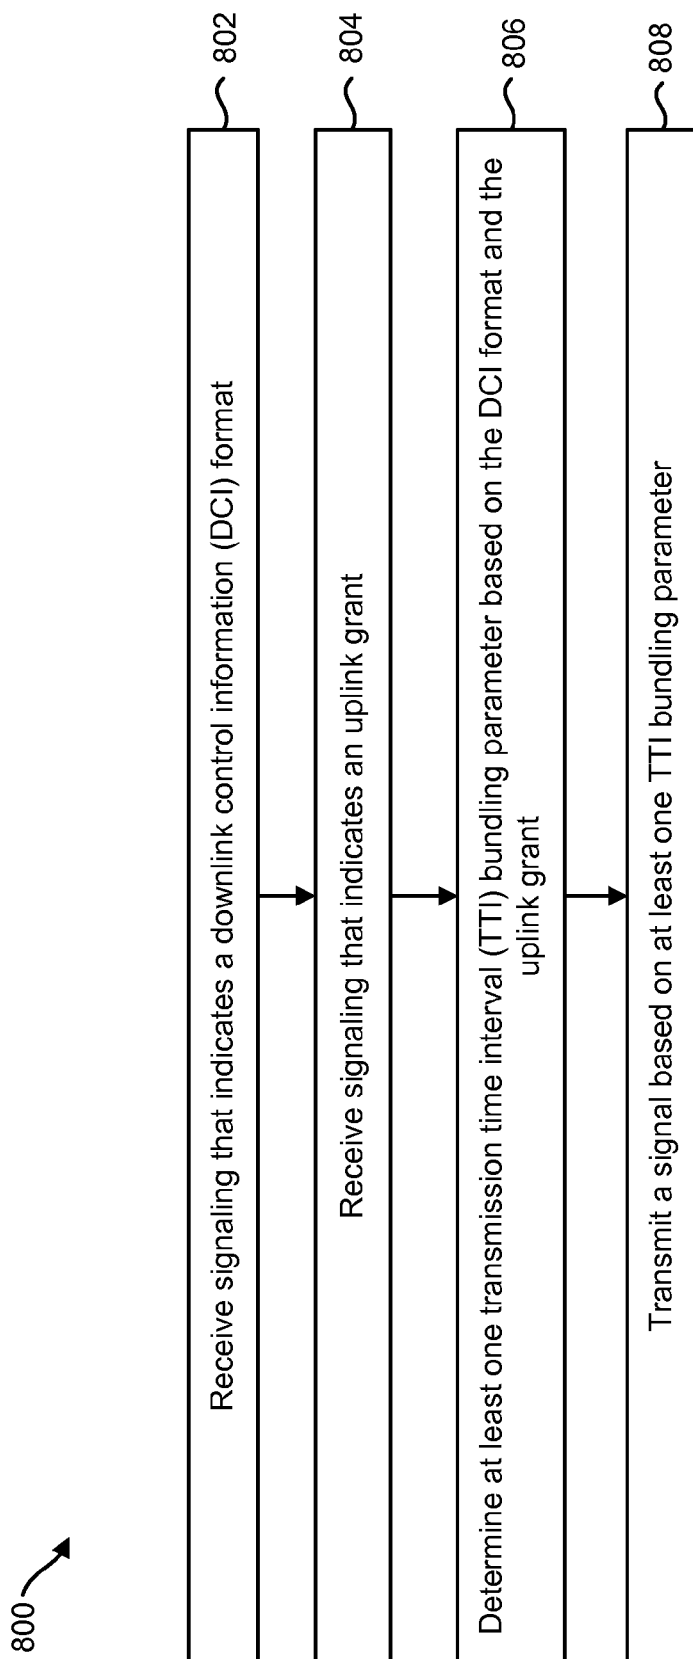 800
Receive signaling that indicates a downlink control information (DCI) format
802
Receive signaling that indicates an uplink grant
804
Determine at least one transmission time interval (TTI) bundling parameter based on the DCI format and the
uplink grant
806
Transmit a signal based on at least one TTI bundling parameter
808